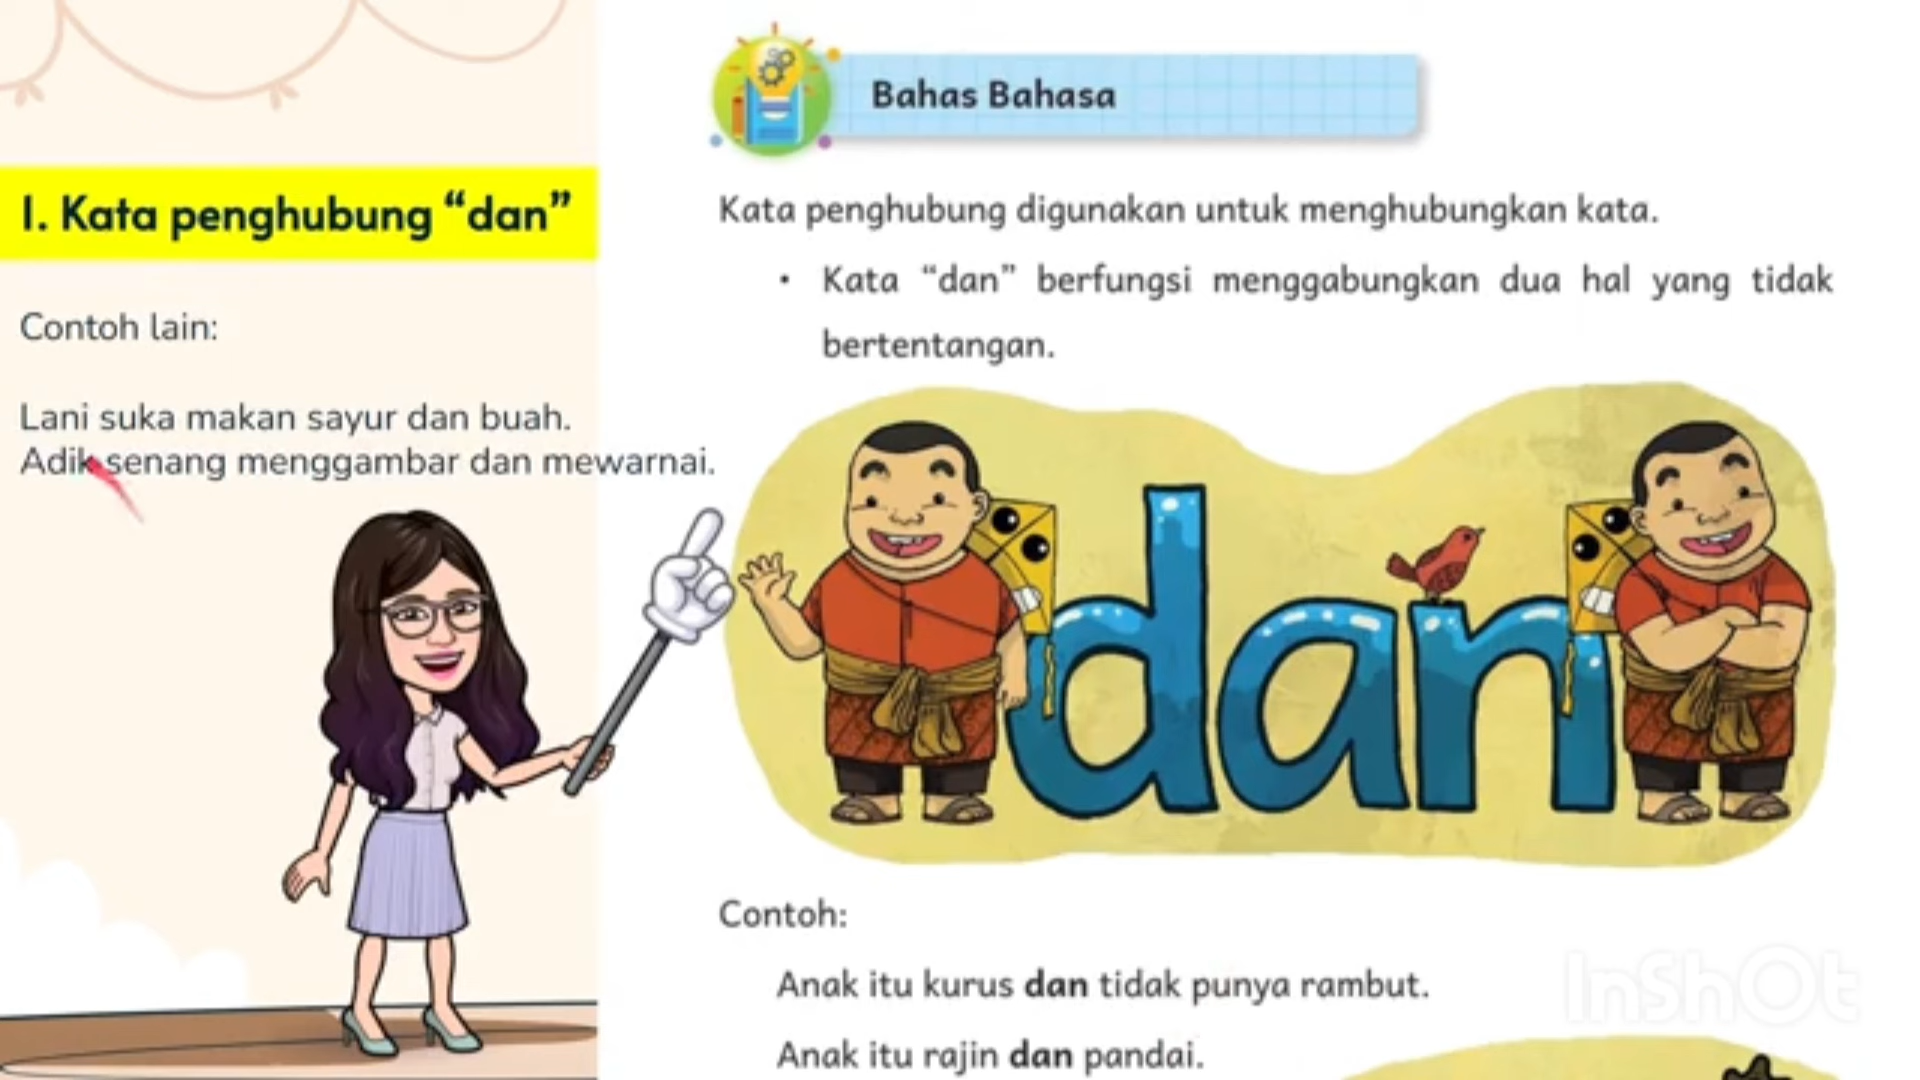 1. Kata penghubung “dan”
Contoh lain:
Lani suka makan sayur dan buah.
Adik senang menggambar dan mewarnai.
Bahas Bahasa
Kata penghubung digunakan untuk menghubungkan kata.
• Kata “dan” berfungsi menggabungkan dua hal yang tidak
bertentangan.
dan
Contoh:
Anak itu kurus dan tidak punya rambut.
Anak itu rajin dan pandai.
InShOt